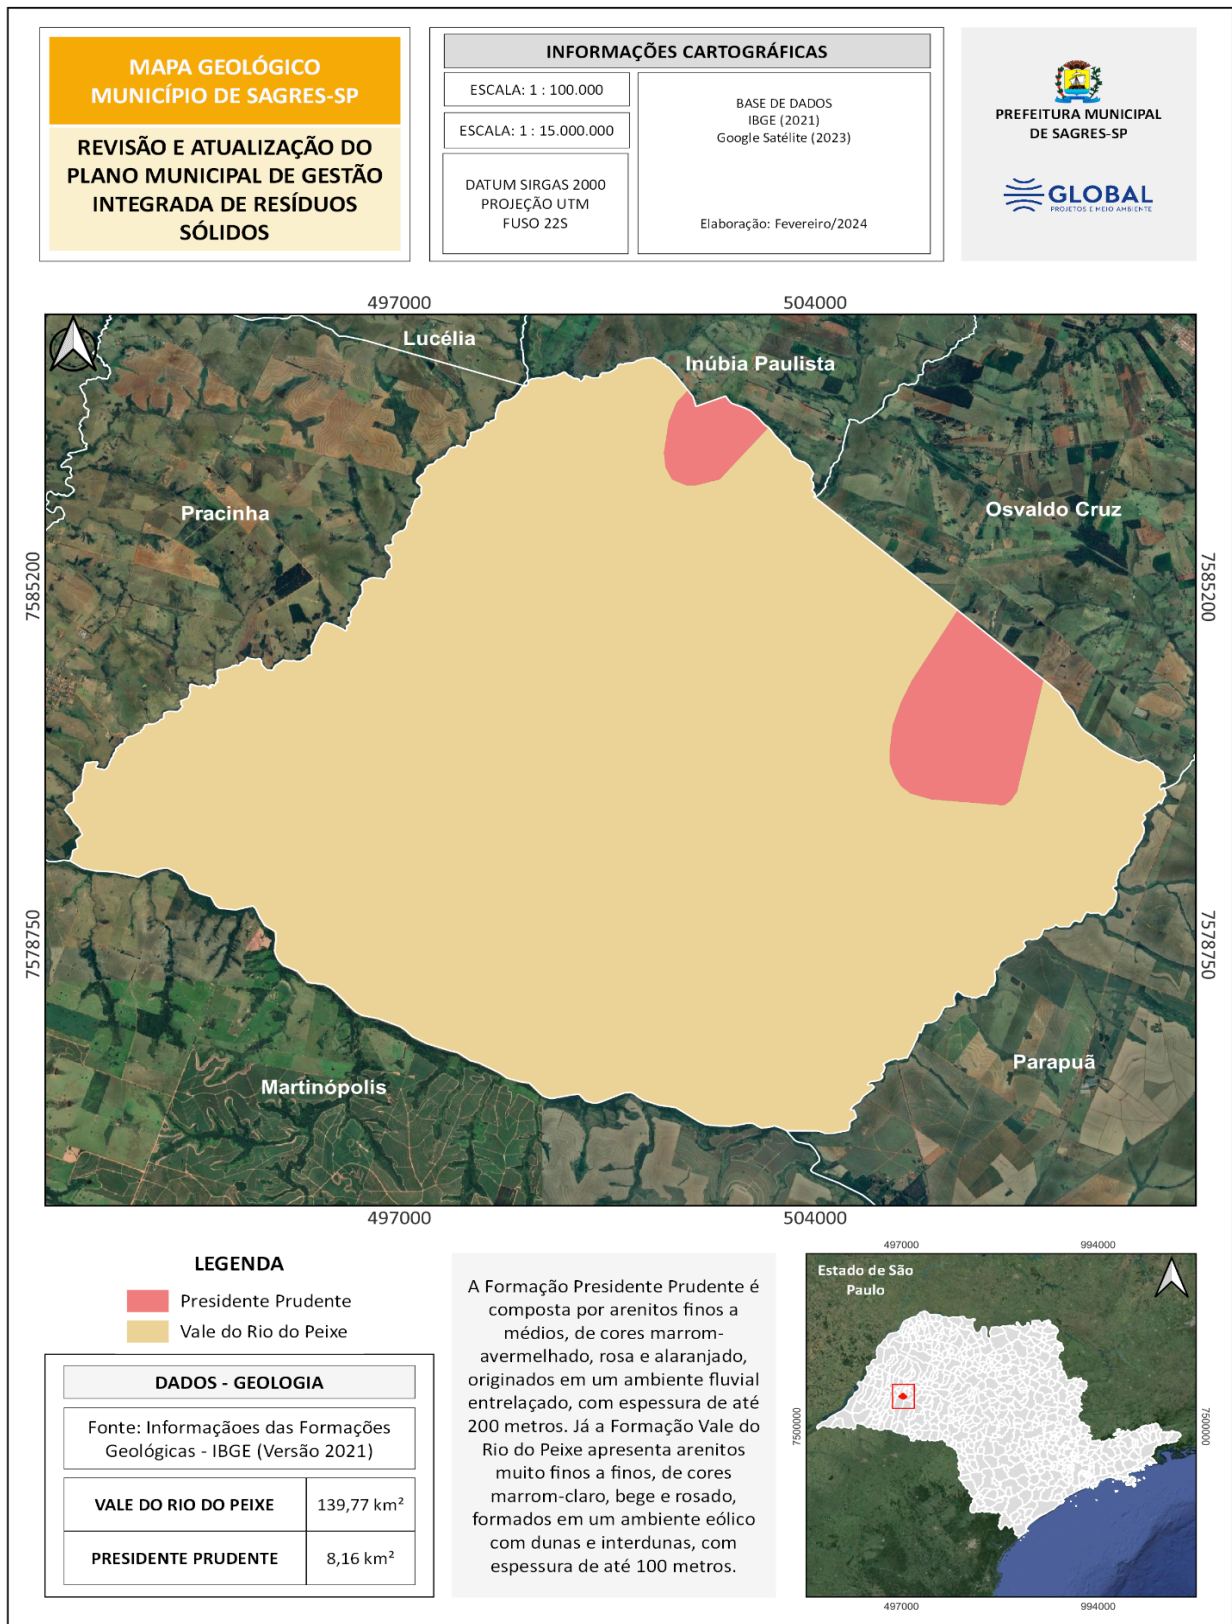 MAPA GEOLÓGICO
MUNICÍPIO DE SAGRES-SP
REVISÃO E ATUALIZAÇÃO DO
PLANO MUNICIPAL DE GESTÃO
INTEGRADA DE RESÍDUOS
SÓLIDOS
INFORMAÇÕES CARTOGRÁFICAS
ESCALA: 1 : 100.000
ESCALA: 1 : 15.000.000
DATUM SIRGAS 2000
PROJEÇÃO UTM
FUSO 22S
BASE DE DADOS
IBGE (2021)
Google Satélite (2023)
Elaboração: Fevereiro/2024
PREFEITURA MUNICIPAL
DE SAGRES-SP
GLOBAL
PROJETOS E MEIO AMBIENTE
497000
504000
Lucélia
Inúbia Paulista
Pracinha
Osvaldo Cruz
7585200
7585200
7578750
7578750
Martinópolis
Parapuã
497000
504000
LEGENDA
Presidente Prudente
Vale do Rio do Peixe
DADOS - GEOLOGIA
Fonte: Informaçãoes das Formações
Geológicas - IBGE (Versão 2021)
VALE DO RIO DO PEIXE
139,77 km²
PRESIDENTE PRUDENTE
8,16 km²
A Formação Presidente Prudente é
composta por arenitos finos a
médios, de cores marrom-
avermelhado, rosa e alaranjado,
originados em um ambiente fluvial
entrelaçado, com espessura de até
200 metros. Já a Formação Vale do
Rio do Peixe apresenta arenitos
muito finos a finos, de cores
marrom-claro, bege e rosado,
formados em um ambiente eólico
com dunas e interdunas, com
espessura de até 100 metros.
497000
994000
Estado de São
Paulo
7500000
7500000
497000
994000